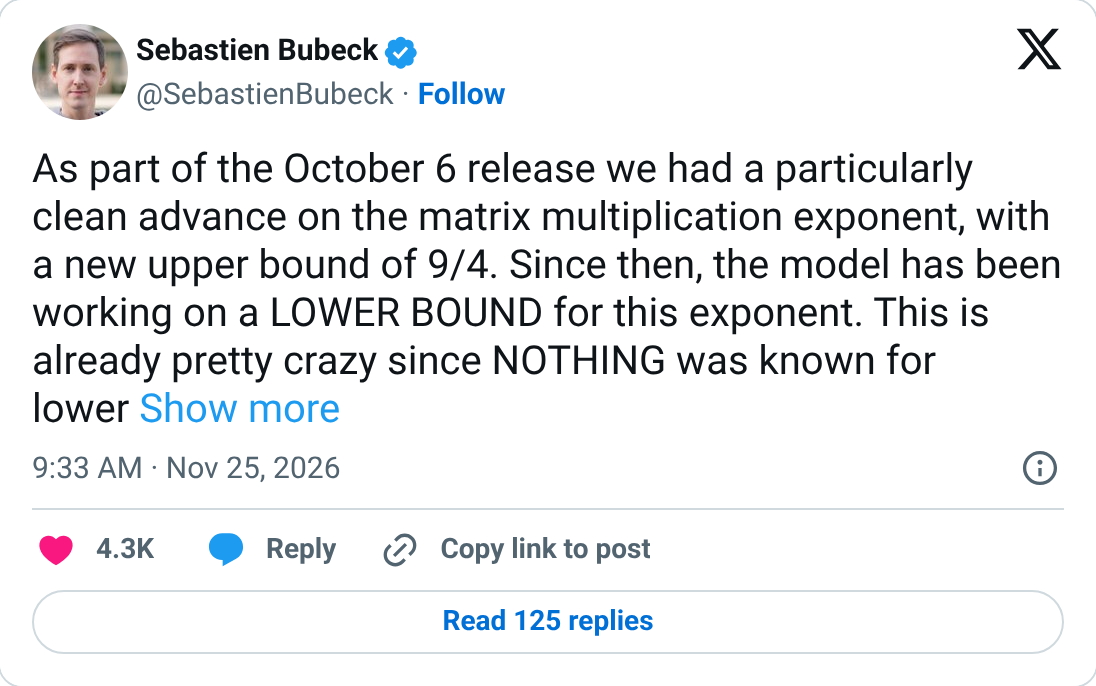 Sebastien Bubeck
@SebastienBubeck · Follow
As part of the October 6 release we had a particularly
clean advance on the matrix multiplication exponent, with
a new upper bound of 9/4. Since then, the model has been
working on a LOWER BOUND for this exponent. This is
already pretty crazy since NOTHING was known for
lower Show more
9:33 AM · Nov 25, 2026
4.3K Reply Copy link to post
Read 125 replies